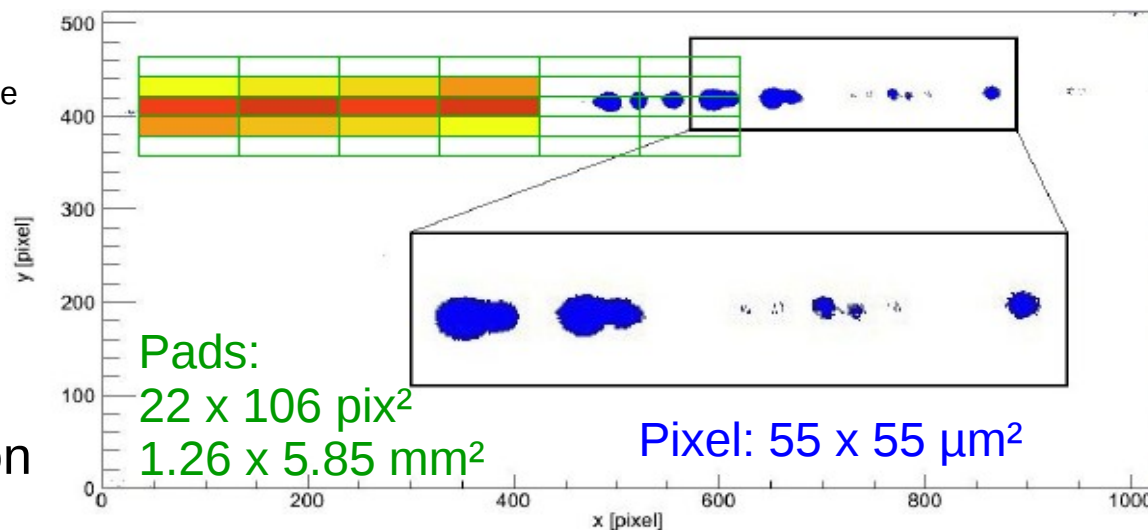 500
e
400
300
y [pixel]
200
Pads:
22 x 106 pix²
100
Pixel: 55 x 55 µm²
on
1.26 x 5.85 mm²
0
0 200 400 600 800 1000
x [pixel]